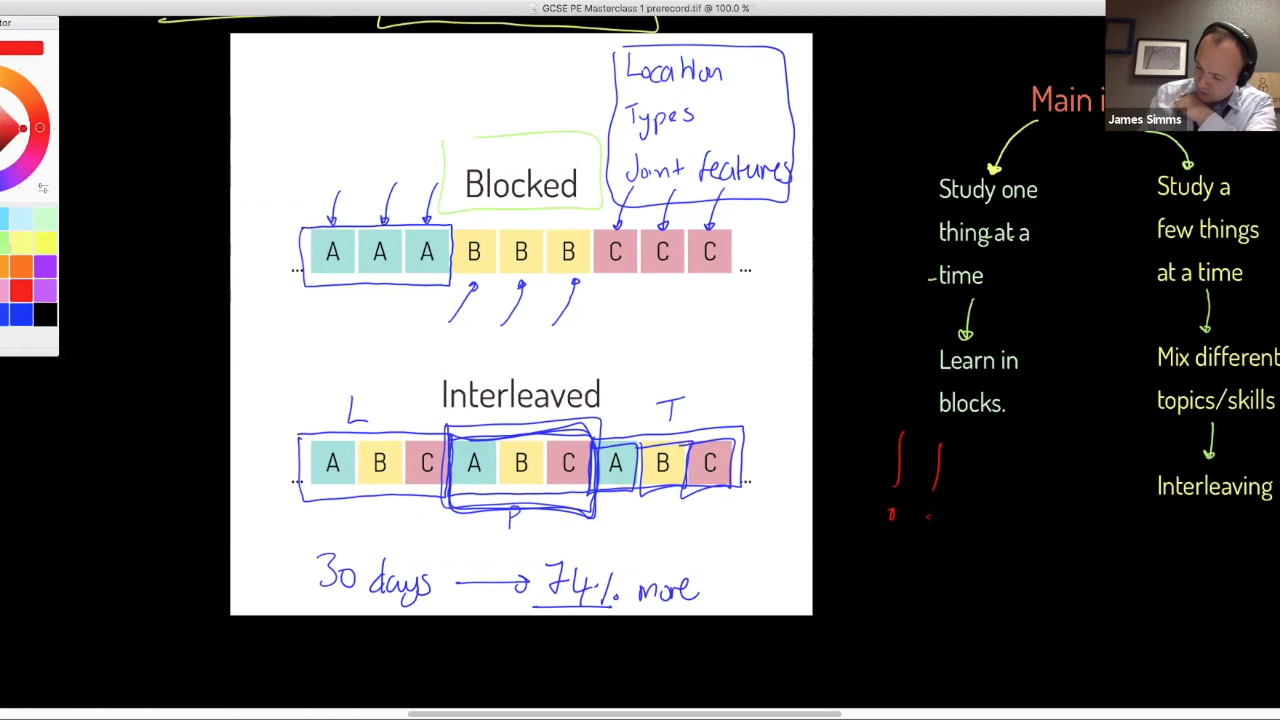 GCSE PE Masterclass 1 prerecord.tif @ 100.0 %
tor
Location
Types
Joint features
Blocked
... A A A B B B C C C ...
Interleaved
L T
... A B C A B C A B C ...
P
30 days → 74% more
Main i
James Simms
Study one
thing at a
time
Learn in
blocks.
Study a
few things
at a time
Mix different
topics/skills
Interleaving